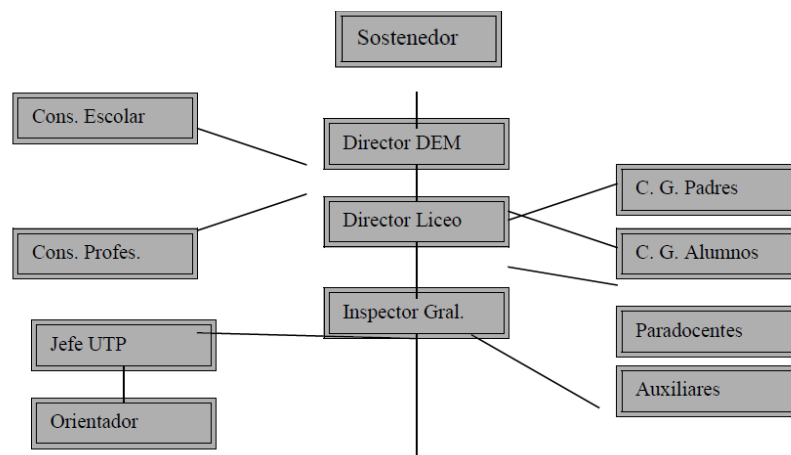 Sostenedor
Cons. Escolar
Director DEM
C. G. Padres
Director Liceo
Cons. Profes.
C. G. Alumnos
Inspector Gral.
Jefe UTP
Paradocentes
Auxiliares
Orientador